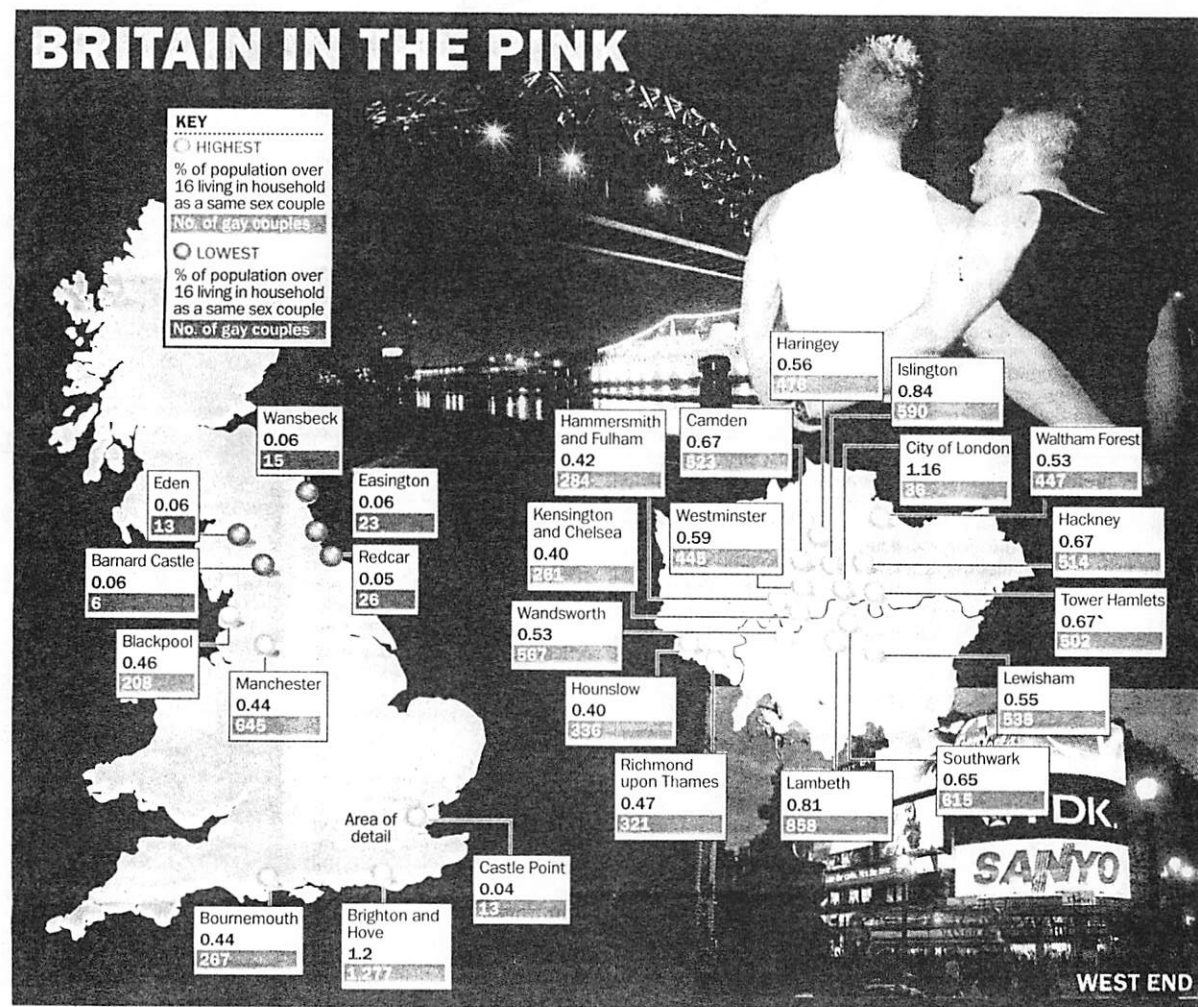 BRITAIN IN THE PINK
KEY
HIGHEST
% of population over
16 living in household
as a same sex couple
No. of gay couples
LOWEST
% of population over
16 living in household
as a same sex couple
No. of gay couples
Wansbeck
0.06
15
Eden
0.06
13
Easington
0.06
23
Barnard Castle
0.06
6
Redcar
0.05
26
Blackpool
0.46
208
Manchester
0.44
645
Area of
detail
Castle Point
0.04
13
Bournemouth
0.44
267
Brighton and
Hove
1.2
1,277
Haringey
0.56
478
Islington
0.84
590
Hammersmith
and Fulham
0.42
284
Camden
0.67
623
City of London
1.16
36
Waltham Forest
0.53
447
Kensington
and Chelsea
0.40
261
Westminster
0.59
448
Hackney
0.67
514
Wandsworth
0.53
567
Tower Hamlets
0.67`
502
Hounslow
0.40
336
Lewisham
0.55
538
Richmond
upon Thames
0.47
321
Lambeth
0.81
858
Southwark
0.65
615
TDK
SANYO
WEST END